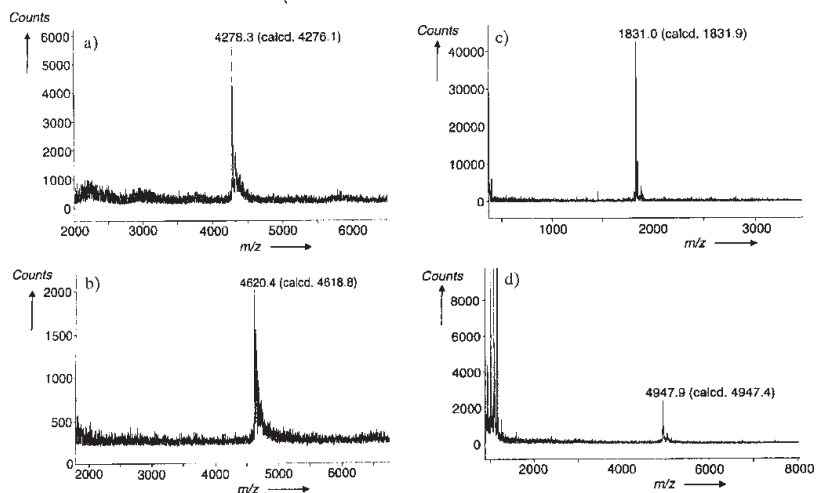 Counts
a)
4278.3 (calcd. 4276.1)
6000
5000
4000
3000
2000
1000
0
2000 3000 4000 5000 6000
m/z
Counts
b)
4620.4 (calcd. 4618.8)
2000
1500
1000
500
0
2000 3000 4000 5000 6000
m/z
Counts
c)
1831.0 (calcd. 1831.9)
40000
30000
20000
10000
0
1000 2000 3000
m/z
Counts
d)
4947.9 (calcd. 4947.4)
8000
6000
4000
2000
0
2000 4000 6000 8000
m/z